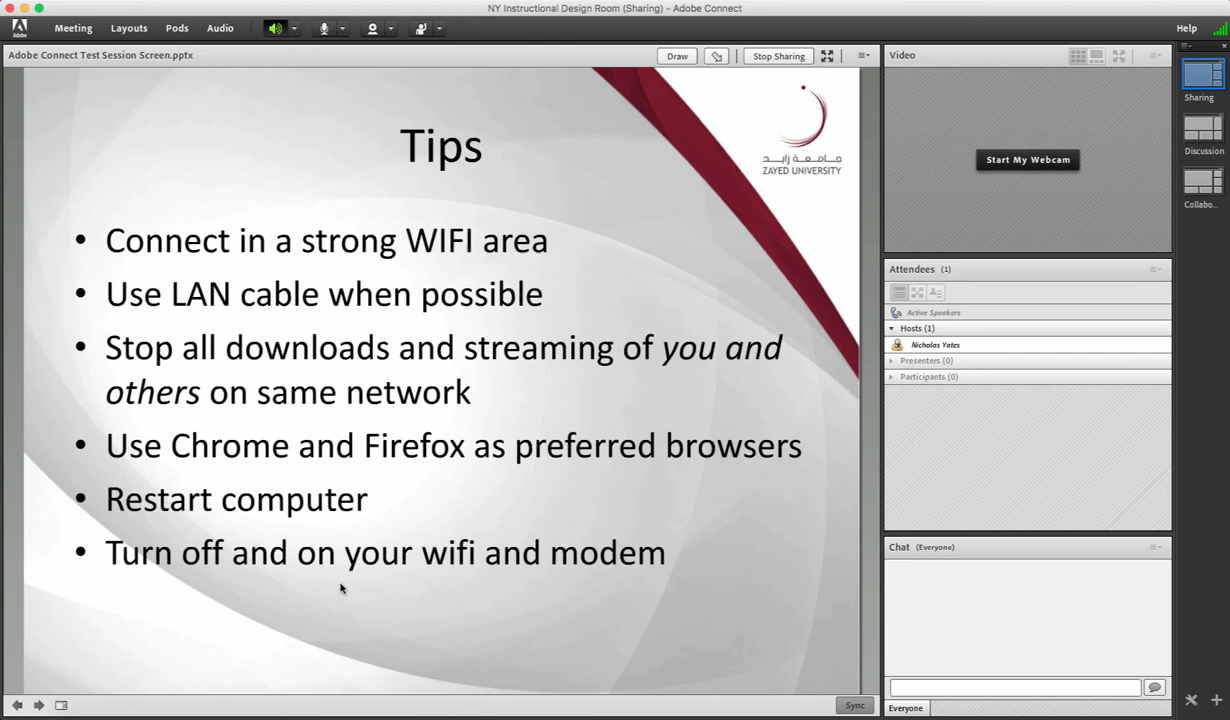 NY Instructional Design Room (Sharing) - Adobe Connect
Adobe
Meeting Layouts Pods Audio
Help
Adobe Connect Test Session Screen.pptx
Draw
Stop Sharing
Tips
جامعة زايد
ZAYED UNIVERSITY
• Connect in a strong WIFI area
• Use LAN cable when possible
• Stop all downloads and streaming of you and
others on same network
• Use Chrome and Firefox as preferred browsers
• Restart computer
• Turn off and on your wifi and modem
Sync
Video
Start My Webcam
Attendees (1)
Active Speakers
Hosts (1)
Nicholas Yates
Presenters (0)
Participants (0)
Chat (Everyone)
Everyone
Sharing
Discussion
Collabo...